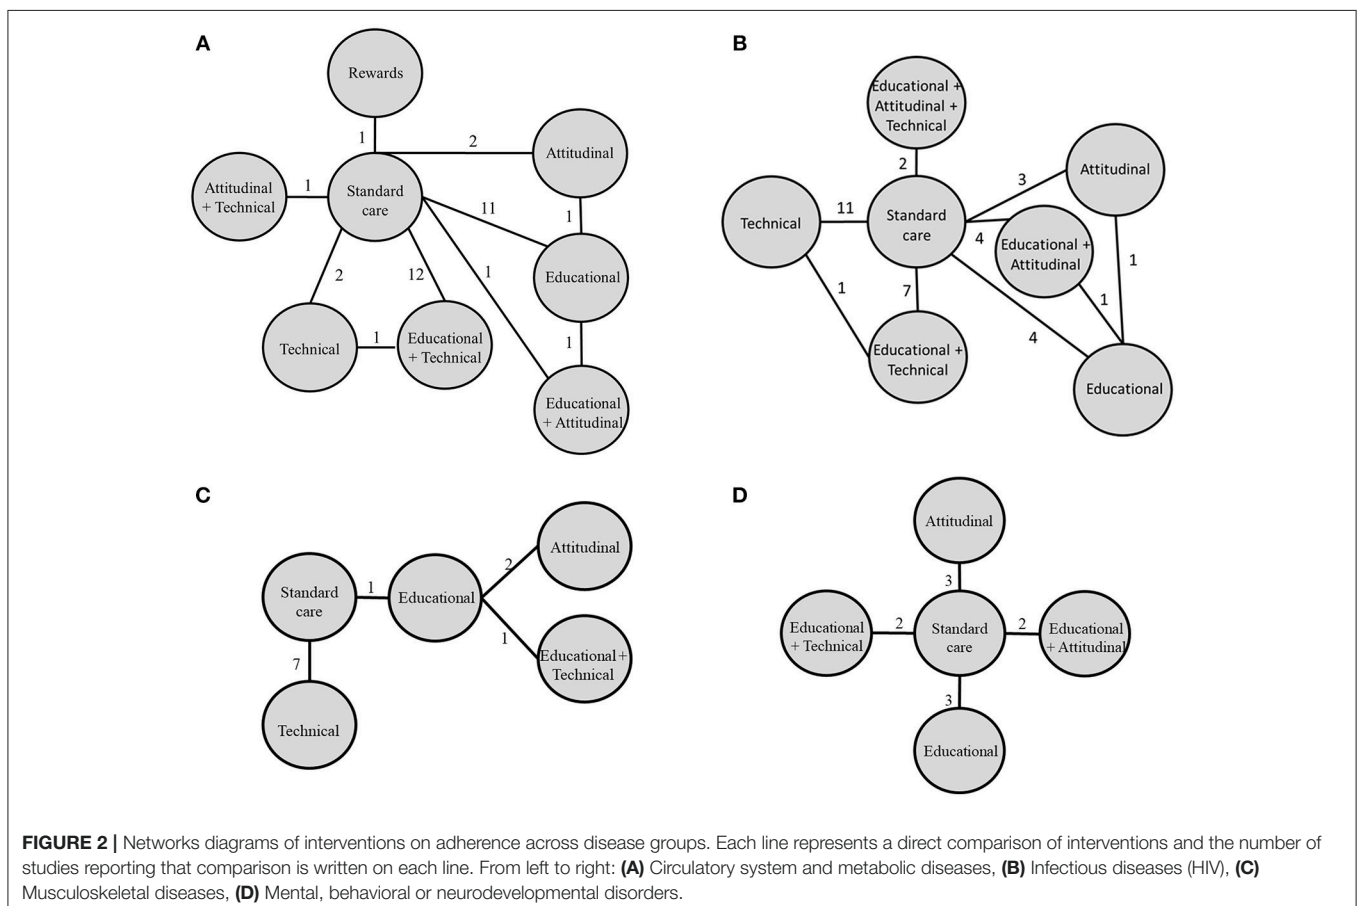 A
Rewards
1
2
Attitudinal
Attitudinal
+ Technical
1
Standard
care
11
1
2
12
1
Educational
Technical
1
Educational
+ Technical
1
Educational
+ Attitudinal
B
Educational +
Attitudinal +
Technical
2
3
Attitudinal
Technical
11
Standard
care
4
Educational +
Attitudinal
1
1
7
1
4
Educational +
Technical
Educational
C
Attitudinal
2
Standard
care
1
Educational
1
Educational +
Technical
7
Technical
D
Attitudinal
3
Educational
+ Technical
2
Standard
care
2
Educational
+ Attitudinal
3
Educational
FIGURE 2 | Networks diagrams of interventions on adherence across disease groups. Each line represents a direct comparison of interventions and the number of
studies reporting that comparison is written on each line. From left to right: (A) Circulatory system and metabolic diseases, (B) Infectious diseases (HIV), (C)
Musculoskeletal diseases, (D) Mental, behavioral or neurodevelopmental disorders.